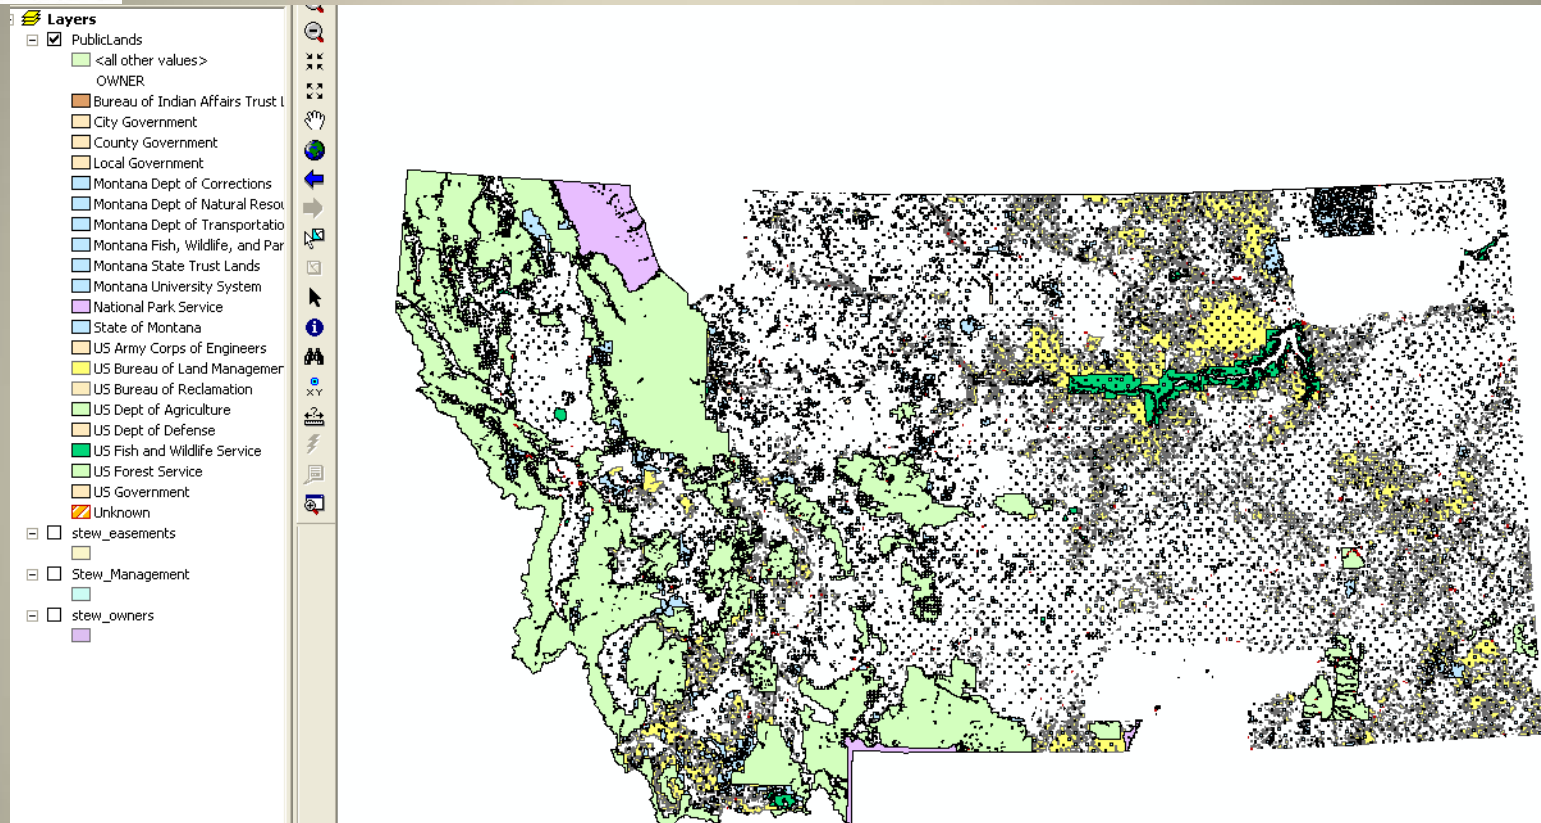 Layers
PublicLands
<all other values>
OWNER
Bureau of Indian Affairs Trust L
City Government
County Government
Local Government
Montana Dept of Corrections
Montana Dept of Natural Resou
Montana Dept of Transportatio
Montana Fish, Wildlife, and Par
Montana State Trust Lands
Montana University System
National Park Service
State of Montana
US Army Corps of Engineers
US Bureau of Land Managemer
US Bureau of Reclamation
US Dept of Agriculture
US Dept of Defense
US Fish and Wildlife Service
US Forest Service
US Government
Unknown
stew_easements
Stew_Management
stew_owners
XY